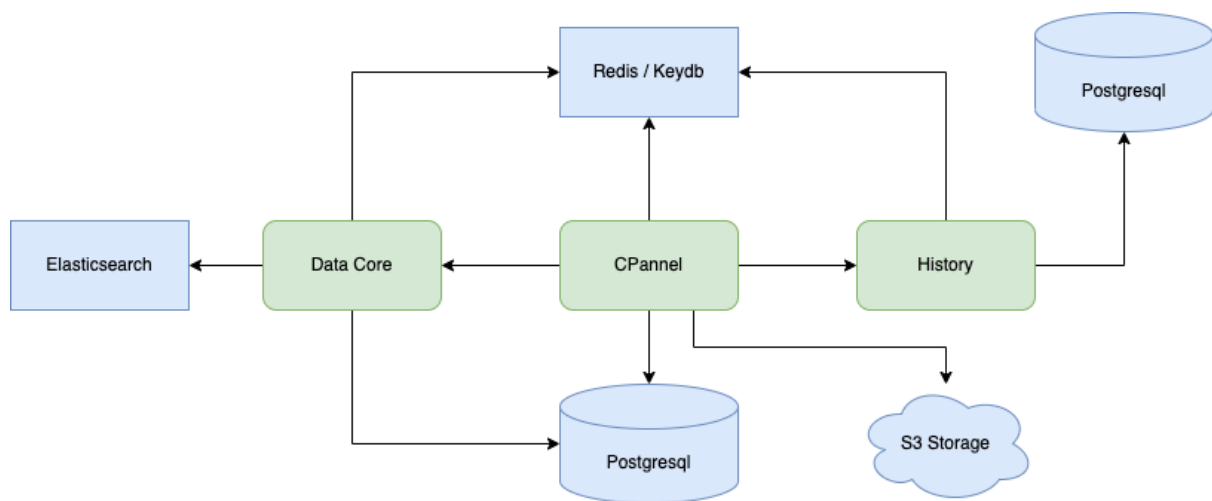 Redis / Keydb
Postgresql
Elasticsearch
Data Core
CPannel
History
Postgresql
S3 Storage